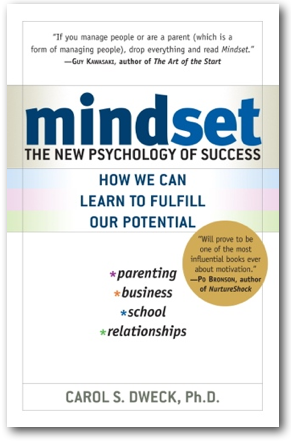 "If you manage people or are a parent (which is a
form of managing people), drop everything and read Mindset."
—GUY KAWASAKI, author of The Art of the Start
mindset
THE NEW PSYCHOLOGY OF SUCCESS
HOW WE CAN
LEARN TO FULFILL
OUR POTENTIAL
*parenting
*business
*school
*relationships
"Will prove to be
one of the most
influential books ever
about motivation."
—PO BRONSON, author
of NurtureShock
CAROL S. DWECK, Ph.D.